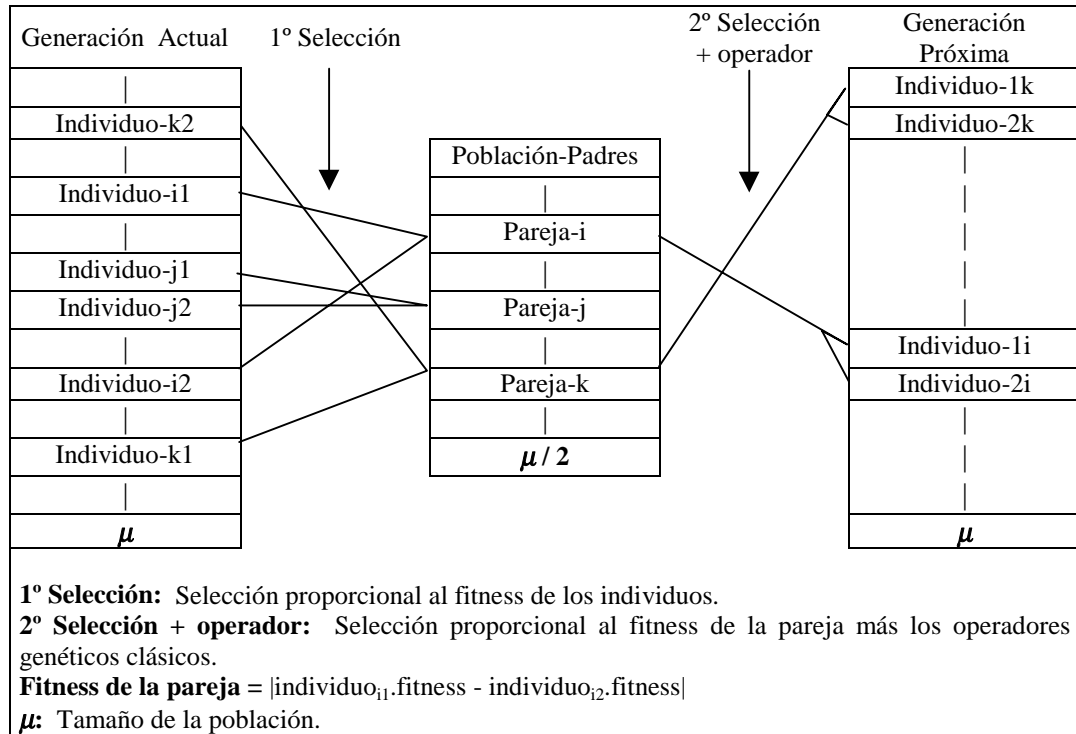 Generación Actual
1º Selección
2º Selección
+ operador
Generación
Próxima
Individuo-k2
Individuo-i1
Individuo-j1
Individuo-j2
Individuo-i2
Individuo-k1
μ
Población-Padres
Pareja-i
Pareja-j
Pareja-k
μ / 2
Individuo-1k
Individuo-2k
Individuo-1i
Individuo-2i
μ
1º Selección: Selección proporcional al fitness de los individuos.
2º Selección + operador: Selección proporcional al fitness de la pareja más los operadores
genéticos clásicos.
Fitness de la pareja = |individuo_i1.fitness - individuo_i2.fitness|
μ: Tamaño de la población.